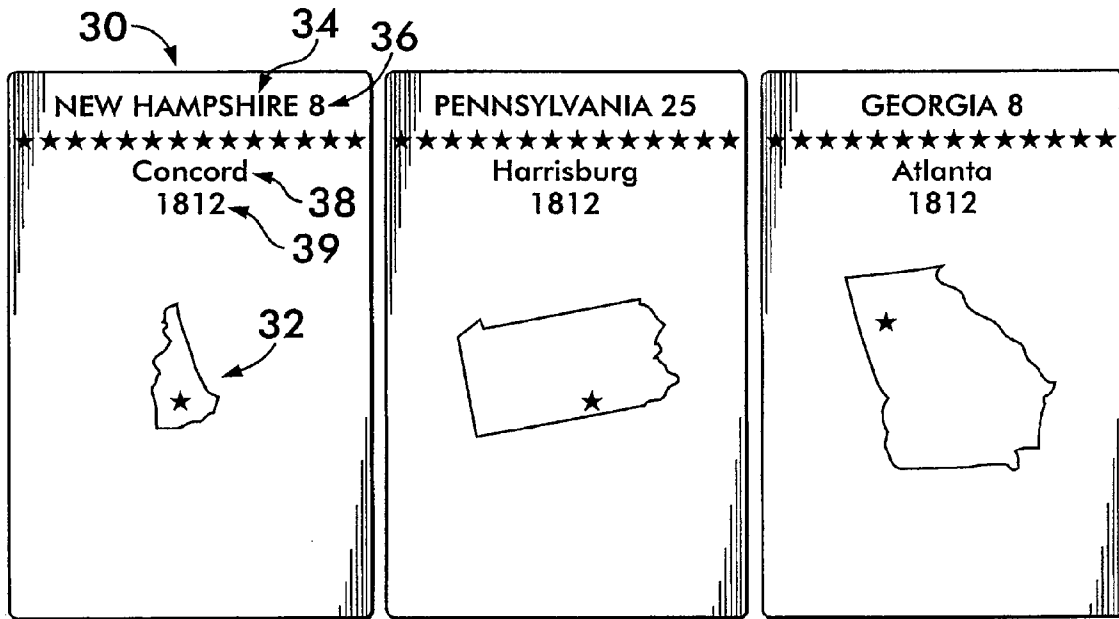 30
34
36
NEW HAMPSHIRE 8
Concord
38
1812
39
32
PENNSYLVANIA 25
Harrisburg
1812
GEORGIA 8
Atlanta
1812